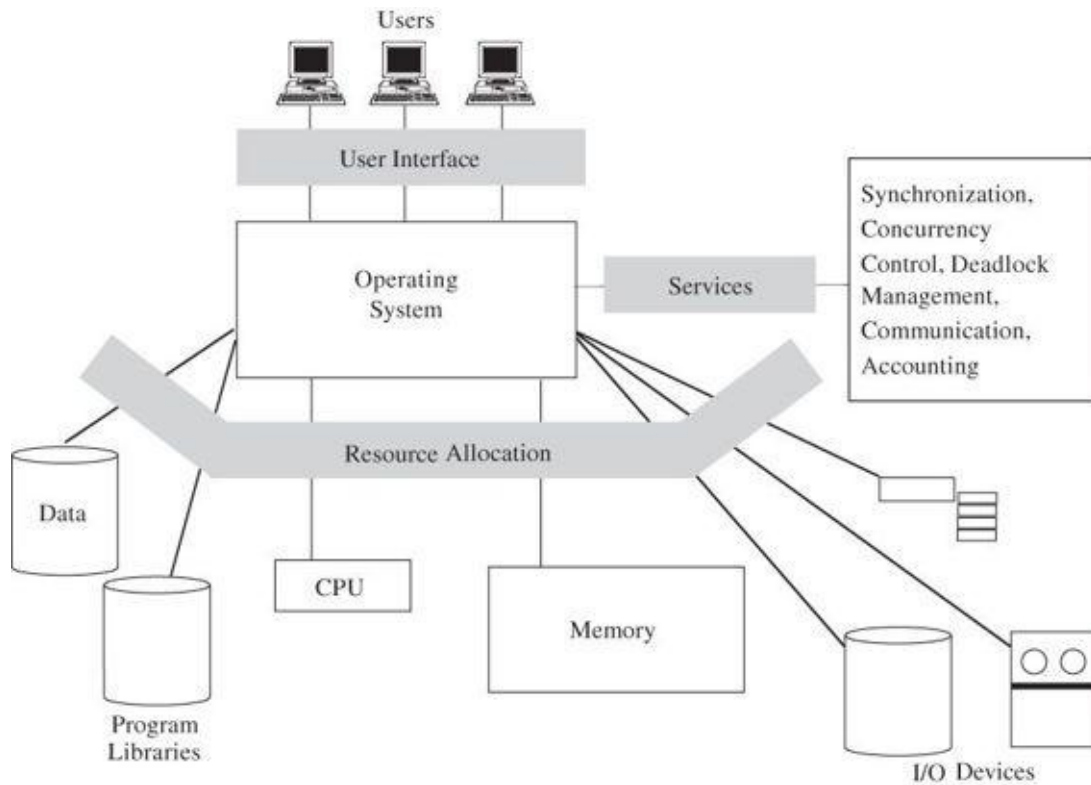 Users
User Interface
Operating
System
Services
Synchronization,
Concurrency
Control, Deadlock
Management,
Communication,
Accounting
Resource Allocation
Data
CPU
Memory
Program
Libraries
I/O Devices